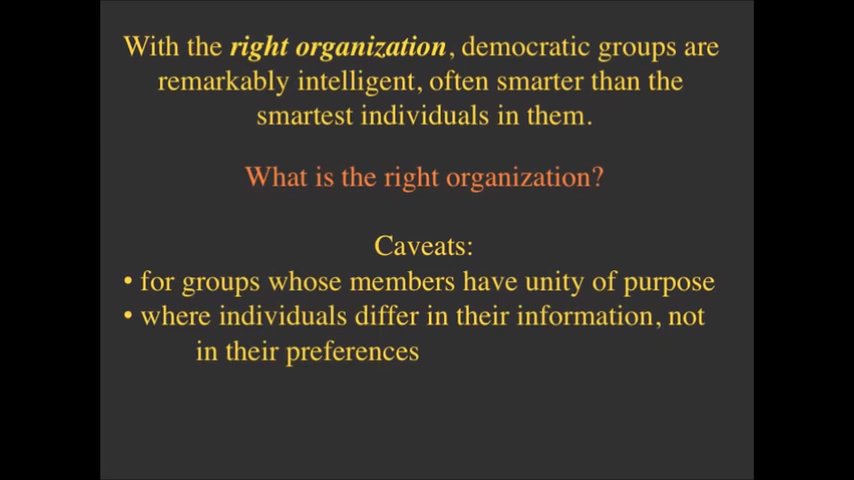 With the right organization, democratic groups are
remarkably intelligent, often smarter than the
smartest individuals in them.
What is the right organization?
Caveats:
• for groups whose members have unity of purpose
• where individuals differ in their information, not
in their preferences